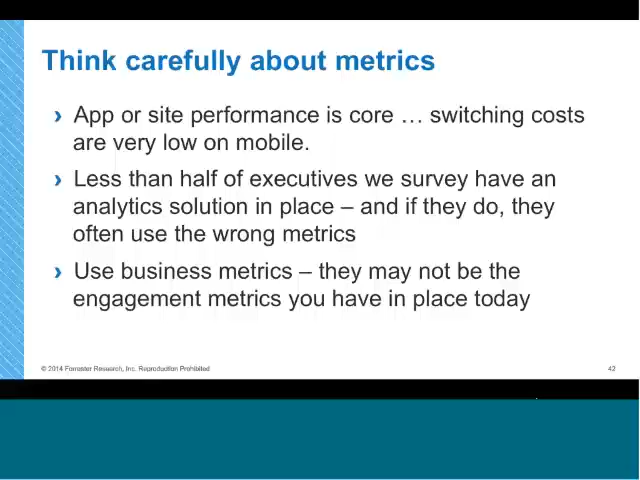 Think carefully about metrics
› App or site performance is core … switching costs
are very low on mobile.
› Less than half of executives we survey have an
analytics solution in place – and if they do, they
often use the wrong metrics
› Use business metrics – they may not be the
engagement metrics you have in place today
© 2014 Forrester Research, Inc. Reproduction Prohibited
42